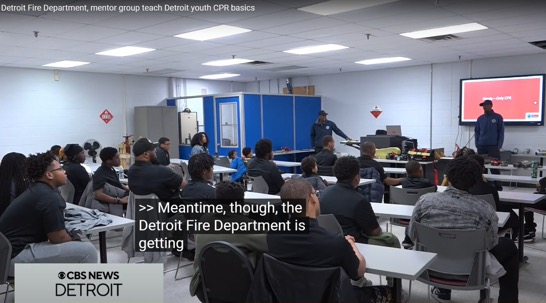 Detroit Fire Department, mentor group teach Detroit youth CPR basics
>> Meantime, though, the
Detroit Fire Department is
getting
CBS NEWS
DETROIT